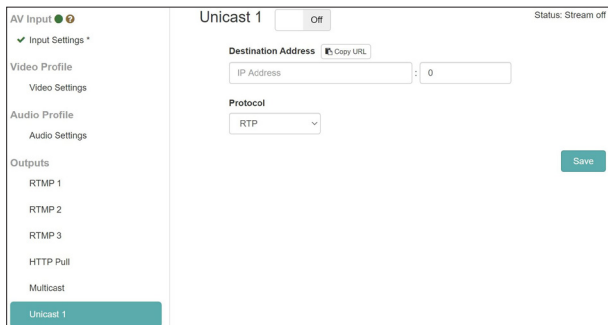 AV Input
Input Settings *
Video Profile
Video Settings
Audio Profile
Audio Settings
Outputs
RTMP 1
RTMP 2
RTMP 3
HTTP Pull
Multicast
Unicast 1
Unicast 1 Off
Status: Stream off
Destination Address Copy URL
IP Address : 0
Protocol
RTP
Save